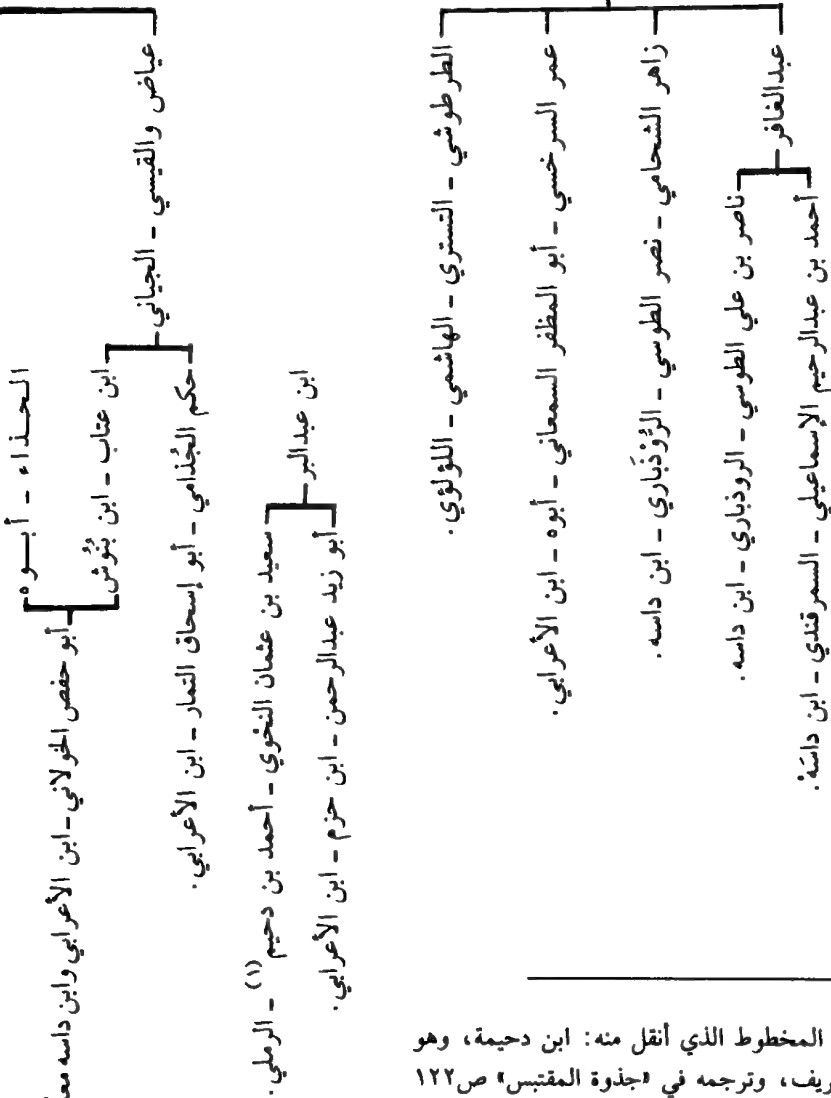 عبدالغافر
أحمد بن عبدالرحيم الإسماعيلي - السمرقندي - ابن داسَهْ.
ناصر بن علي الطوسي - الروذباري - ابن داسه.
زاهر الشحامي - نصر الطوسي - الرُّوْذَباري - ابن داسه.
عمر السرخسي - أبو المظفر السمعاني - أبوه - ابن الأعرابي.
الطرطوشي - التستري - الهاشمي - اللؤلؤي.
ابن عبدالبر
أبو زيد عبدالرحمن - ابن حزم - ابن الأعرابي.
سعيد بن عثمان النحوي - أحمد بن دحيم (١) - الرملي.
عياض والقيسي - الجياني
حكم الجُذامي - أبو إسحاق التمار - ابن الأعرابي.
ابن عتاب - ابن بُنُوْش
الحـذاء - أبـوه
أبو حفص الخولاني - ابن الأعرابي وابن داسه
المخطوط الذي أنقل منه: ابن دحيمة، وهو
وترجمه في «جذوة المقتبس» ص١٢٢